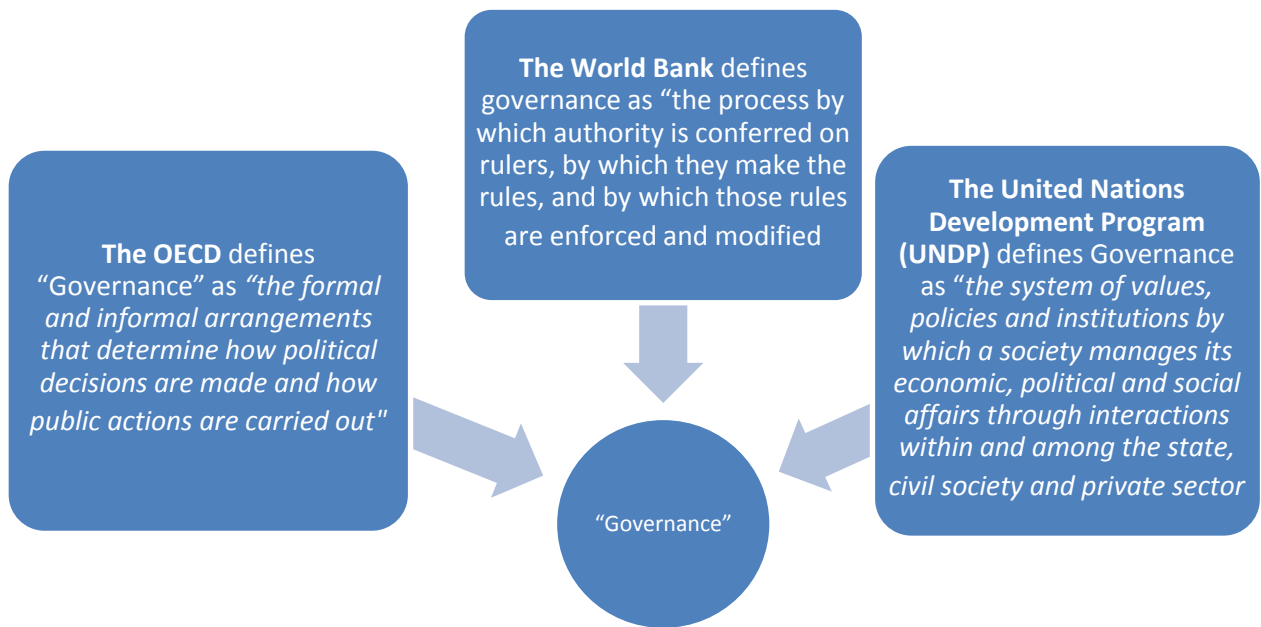 The OECD defines
“Governance” as “the formal
and informal arrangements
that determine how political
decisions are made and how
public actions are carried out"
The World Bank defines
governance as “the process by
which authority is conferred on
rulers, by which they make the
rules, and by which those rules
are enforced and modified
The United Nations
Development Program
(UNDP) defines Governance
as “the system of values,
policies and institutions by
which a society manages its
economic, political and social
affairs through interactions
within and among the state,
civil society and private sector
“Governance”